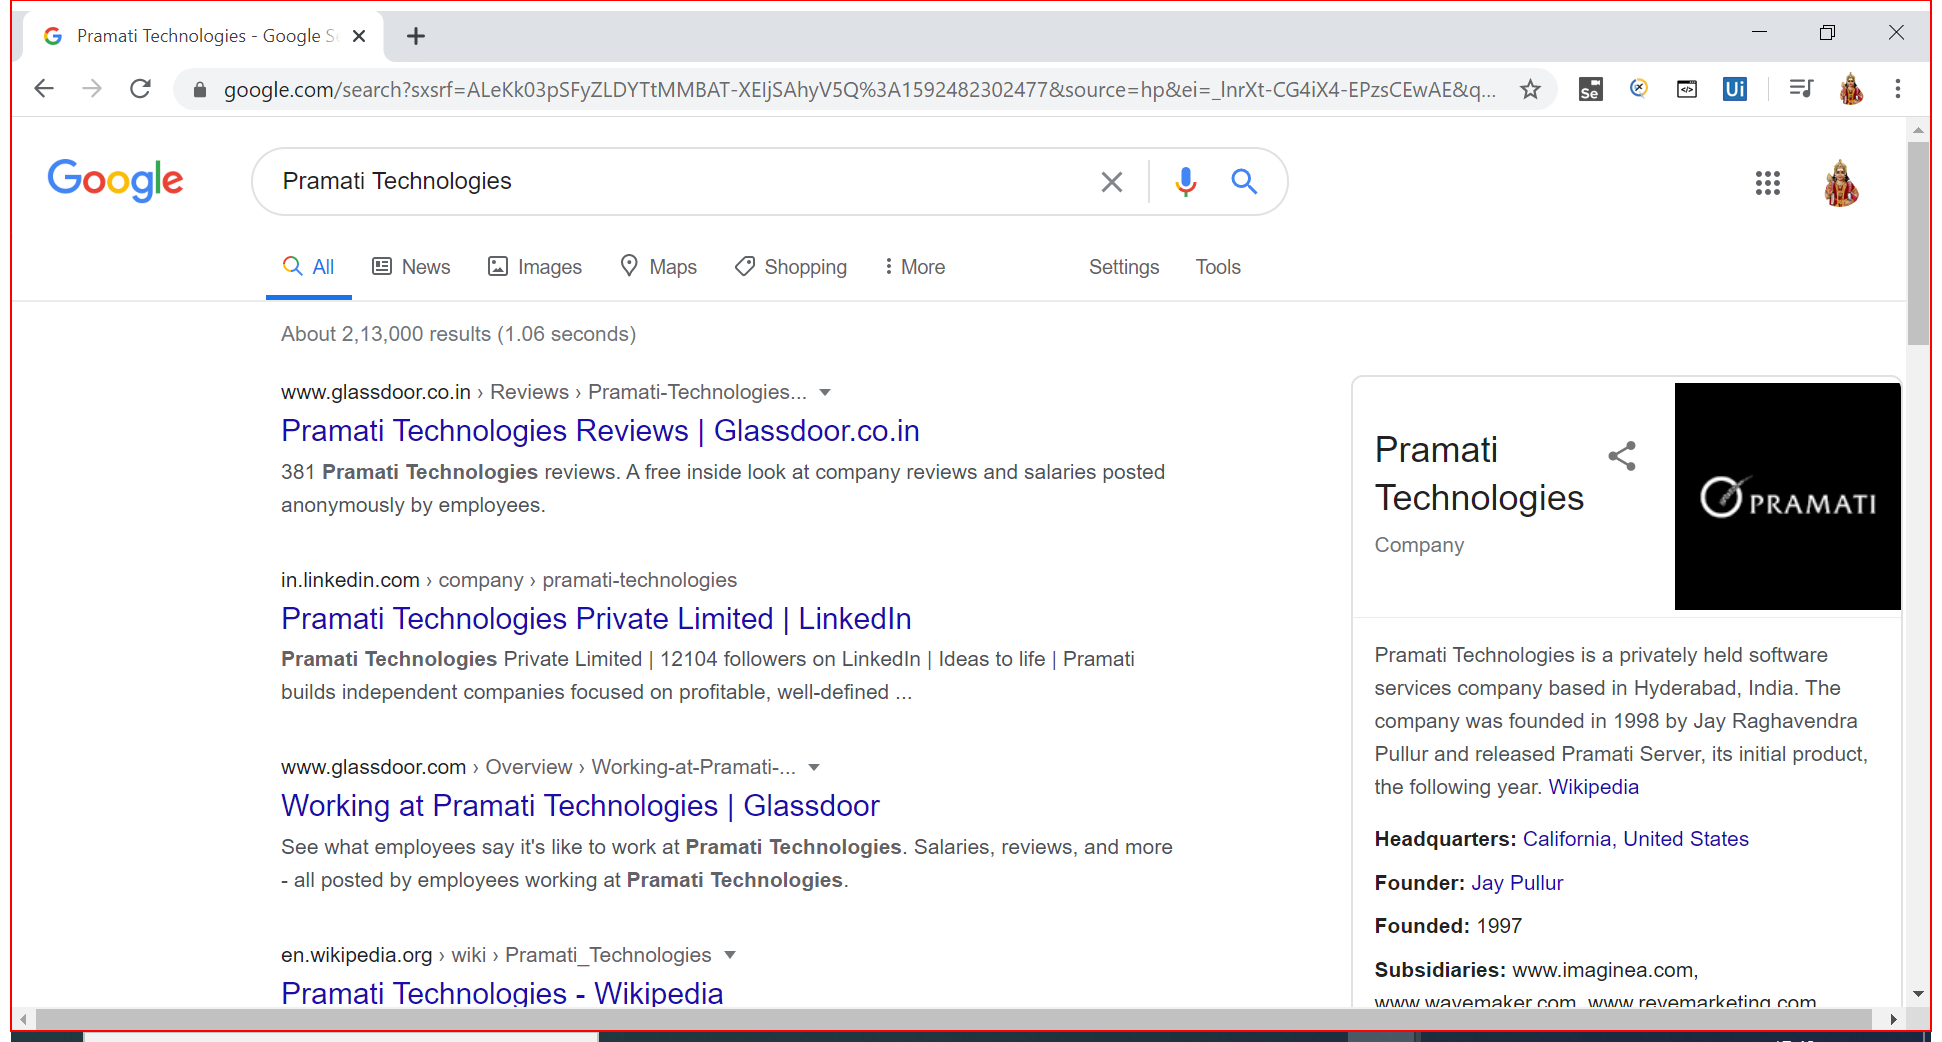 Pramati Technologies - Google S
google.com/search?sxsrf=ALeKk03pSFyZLDYTtMMBAT-XEIjSAhyV5Q%3A1592482302477&source=hp&ei=_InrXt-CG4iX4-EPzsCEwAE&q...
Se
</>
Ui
Google
Pramati Technologies
All News Images Maps Shopping More Settings Tools
About 2,13,000 results (1.06 seconds)
www.glassdoor.co.in › Reviews › Pramati-Technologies...
Pramati Technologies Reviews | Glassdoor.co.in
381 Pramati Technologies reviews. A free inside look at company reviews and salaries posted
anonymously by employees.
in.linkedin.com › company › pramati-technologies
Pramati Technologies Private Limited | LinkedIn
Pramati Technologies Private Limited | 12104 followers on LinkedIn | Ideas to life | Pramati
builds independent companies focused on profitable, well-defined ...
www.glassdoor.com › Overview › Working-at-Pramati-...
Working at Pramati Technologies | Glassdoor
See what employees say it's like to work at Pramati Technologies. Salaries, reviews, and more
- all posted by employees working at Pramati Technologies.
en.wikipedia.org › wiki › Pramati_Technologies
Pramati Technologies - Wikipedia
Pramati
Technologies
Company
PRAMATI
Pramati Technologies is a privately held software
services company based in Hyderabad, India. The
company was founded in 1998 by Jay Raghavendra
Pullur and released Pramati Server, its initial product,
the following year. Wikipedia
Headquarters: California, United States
Founder: Jay Pullur
Founded: 1997
Subsidiaries: www.imaginea.com,
www.wavemaker.com, www.revemarketing.com